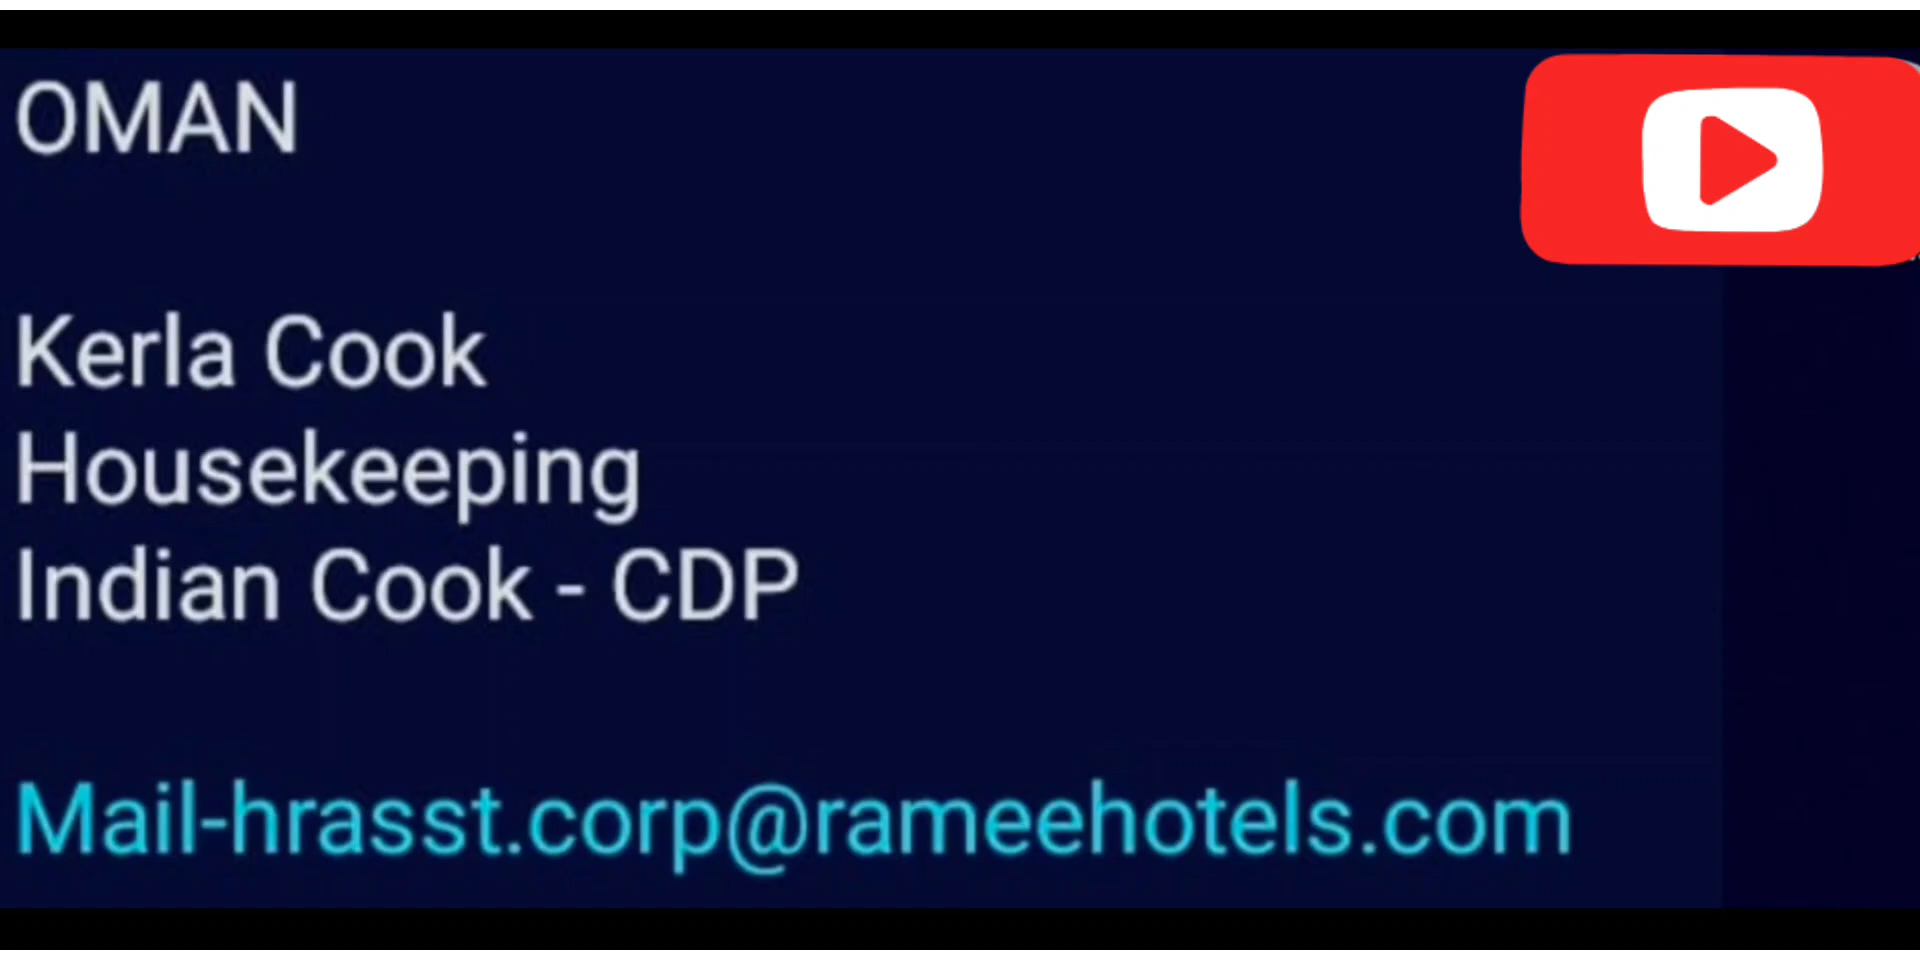 OMAN
Kerla Cook
Housekeeping
Indian Cook - CDP
Mail-hrasst.corp@rameehotels.com